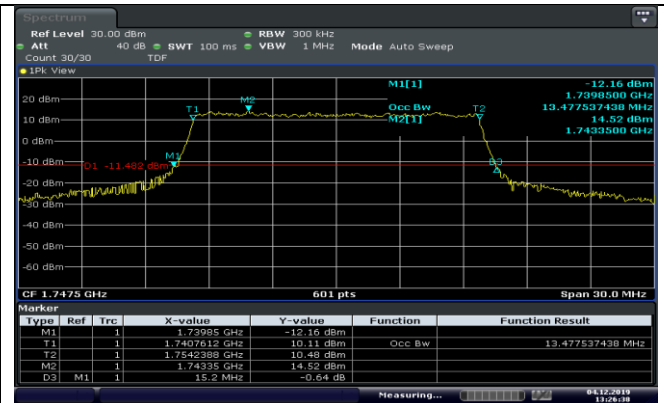 Spectrum
Ref Level 30.00 dBm RBW 300 kHz
Att 40 dB SWT 100 ms VBW 1 MHz Mode Auto Sweep
Count 30/30 TDF
1Pk View
M1[1] -12.16 dBm
1.7398500 GHz
20 dBm T1 M2 Occ Bw T2 13.477537438 MHz
10 dBm M2[1] 14.52 dBm
1.7433500 GHz
0 dBm
-10 dBm M1 D3
D1 -11.482 dBm
-20 dBm
-30 dBm
-40 dBm
-50 dBm
-60 dBm
CF 1.7475 GHz 601 pts Span 30.0 MHz
Marker
Type Ref Trc X-value Y-value Function Function Result
M1 1 1.73985 GHz -12.16 dBm
T1 1 1.7407612 GHz 10.11 dBm Occ Bw 13.477537438 MHz
T2 1 1.7542388 GHz 10.48 dBm
M2 1 1.74335 GHz 14.52 dBm
D3 M1 1 15.2 MHz -0.64 dB
Measuring... 04.12.2019
13:26:38